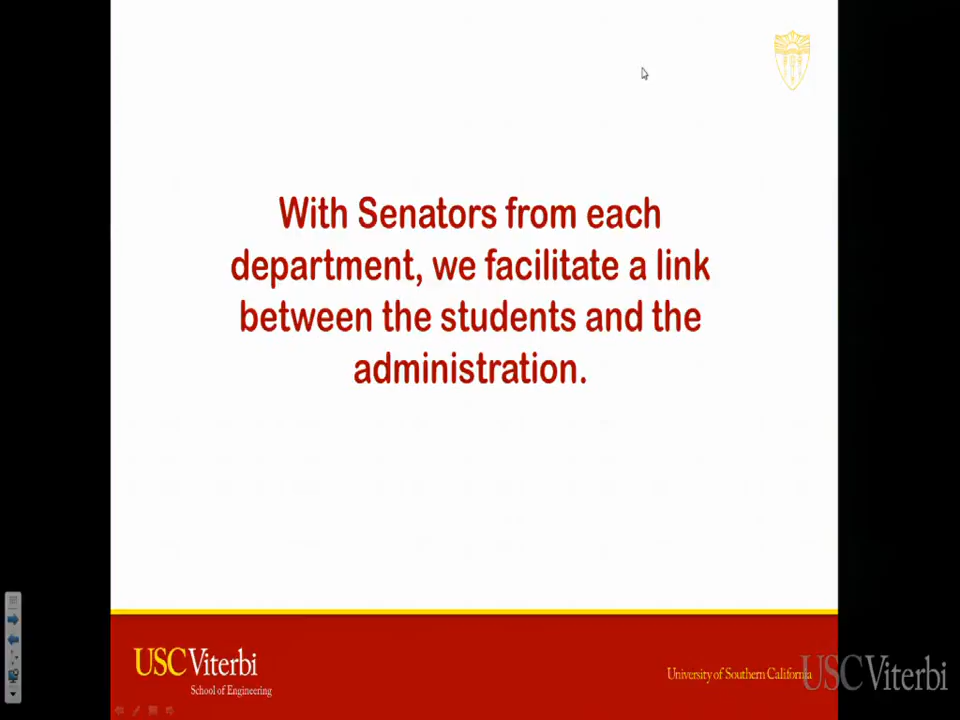 With Senators from each
department, we facilitate a link
between the students and the
administration.
USC Viterbi
School of Engineering
University of Southern California
USC Viterbi